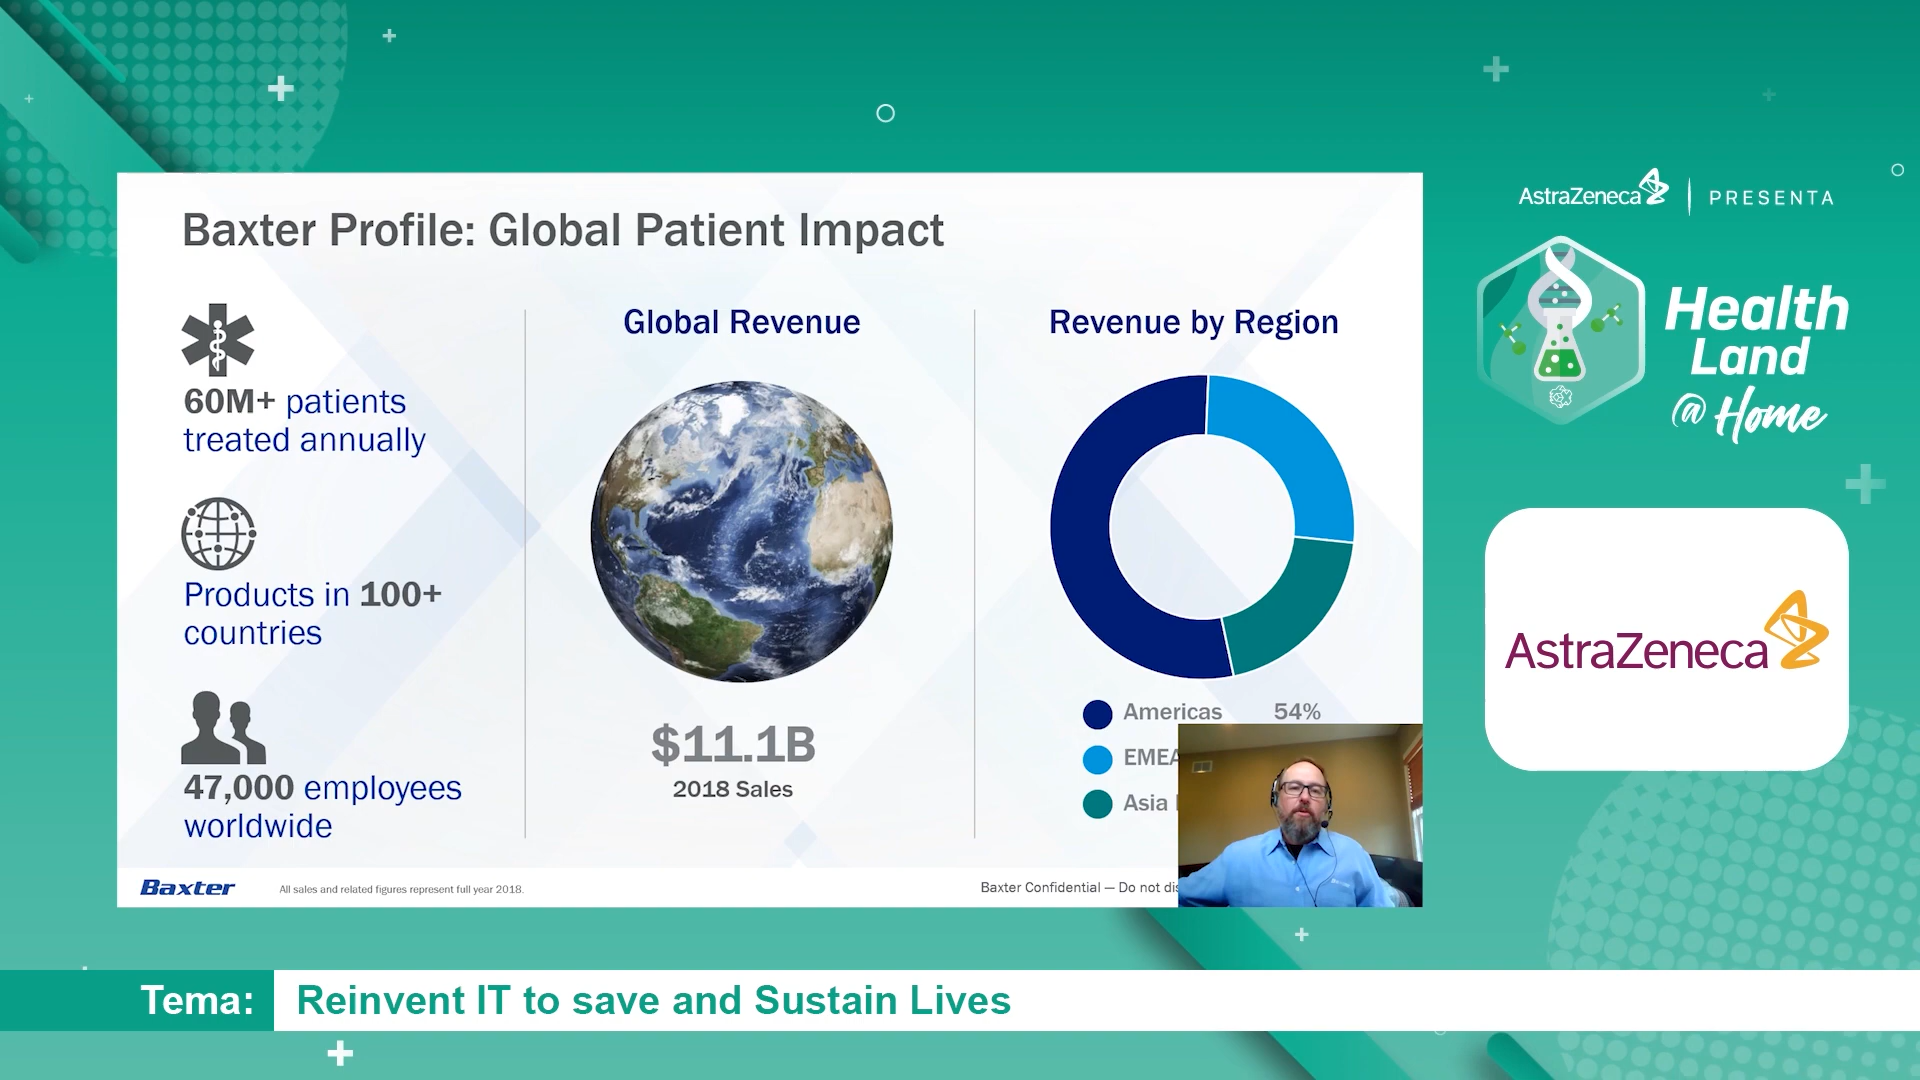 Baxter Profile: Global Patient Impact
60M+ patients
treated annually
Products in 100+
countries
47,000 employees
worldwide
Global Revenue
$11.1B
2018 Sales
Revenue by Region
Americas 54%
EMEA
Asia
Baxter
All sales and related figures represent full year 2018.
Baxter Confidential — Do not
AstraZeneca | PRESENTA
Health
Land
@ Home
AstraZeneca
Tema: Reinvent IT to save and Sustain Lives